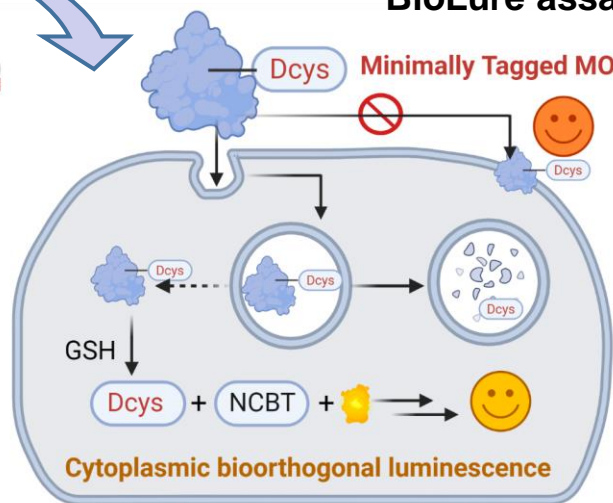 BioLure assa
Dcys
Minimally Tagged MO
Dcys
Dcys
Dcys
Dcys
GSH
Dcys + NCBT +
Cytoplasmic bioorthogonal luminescence